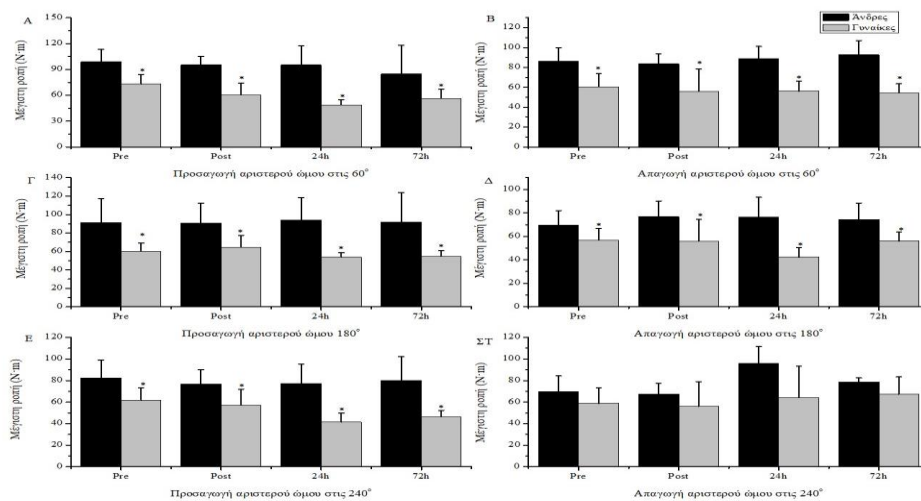 Α
Μέγιστη ροπή (N·m)
150
120
90
60
30
0
* * * *
Pre Post 24h 72h
Προσαγωγή αριστερού ώμου στις 60°
Β
Άνδρες
Γυναίκες
Μέγιστη ροπή (N·m)
120
100
80
60
40
20
0
* * * *
Pre Post 24h 72h
Απαγωγή αριστερού ώμου στις 60°
Γ
Μέγιστη ροπή (N·m)
140
120
100
80
60
40
20
0
* * * *
Pre Post 24h 72h
Προσαγωγή αριστερού ώμου 180°
Δ
Μέγιστη ροπή (N·m)
100
80
60
40
20
0
* * * *
Pre Post 24h 72h
Απαγωγή αριστερού ώμου στις 180°
Ε
Μέγιστη ροπή (N·m)
120
100
80
60
40
20
0
* * * *
Pre Post 24h 72h
Προσαγωγή αριστερού ώμου στις 240°
ΣΤ
Μέγιστη ροπή (N·m)
120
100
80
60
40
20
0
Pre Post 24h 72h
Απαγωγή αριστερού ώμου στις 240°